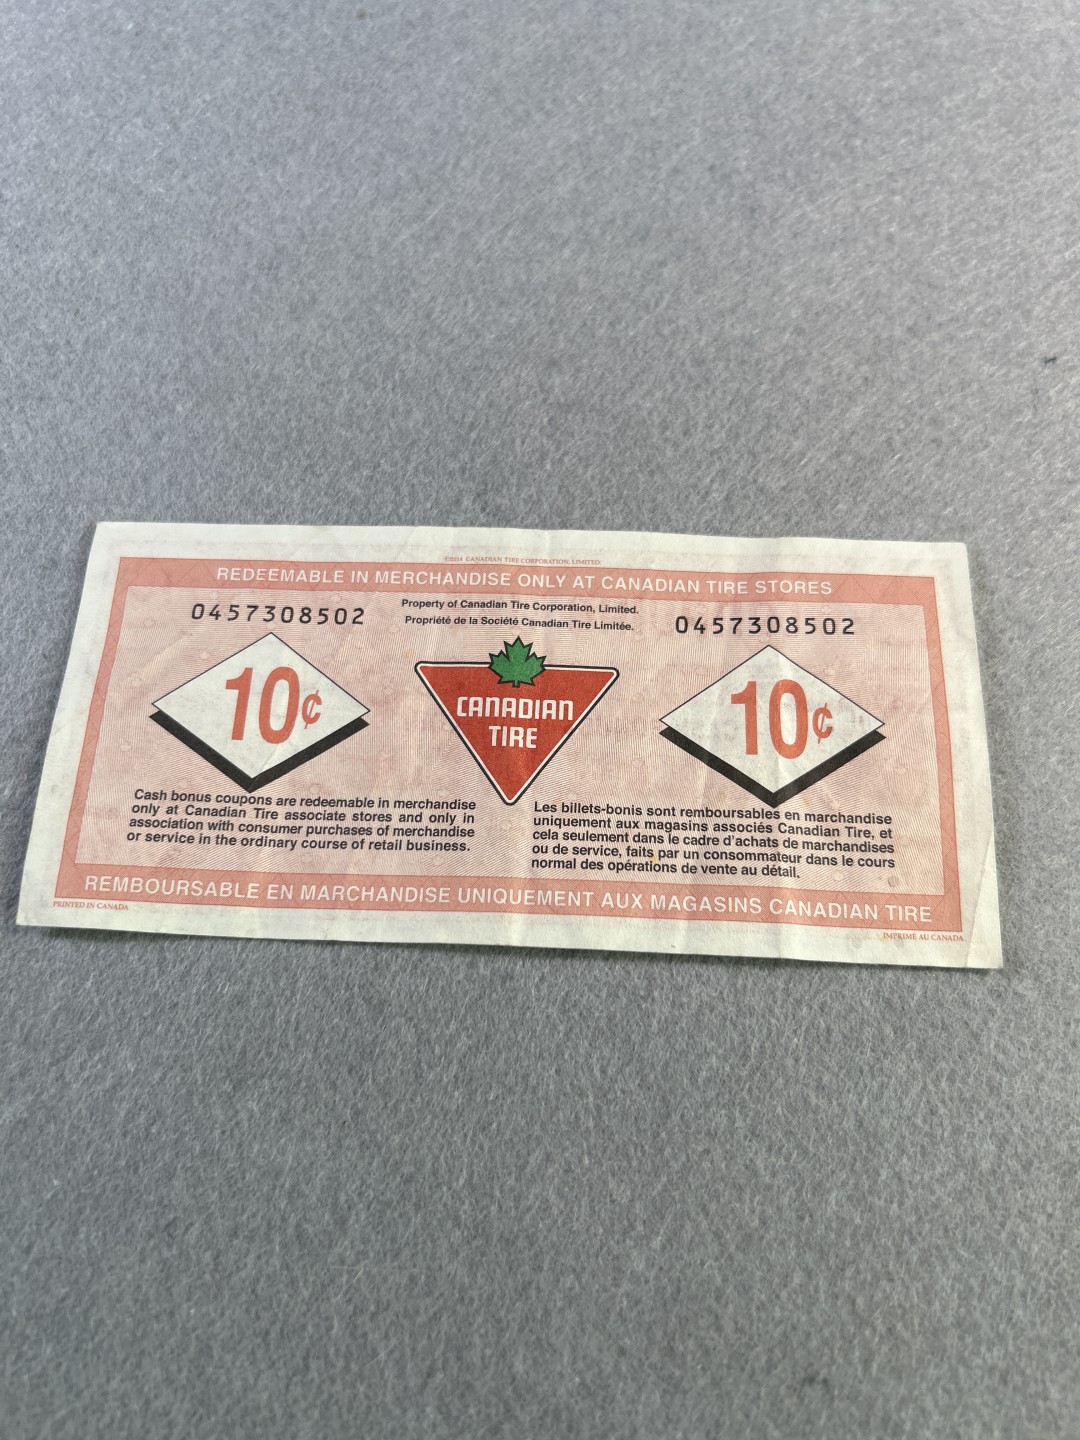 ©2014 CANADIAN TIRE CORPORATION, LIMITED
REDEEMABLE IN MERCHANDISE ONLY AT CANADIAN TIRE STORES
Property of Canadian Tire Corporation, Limited.
Propriété de la Société Canadian Tire Limitée.
0457308502
0457308502
10¢
CANADIAN
TIRE
10¢
Cash bonus coupons are redeemable in merchandise
only at Canadian Tire associate stores and only in
association with consumer purchases of merchandise
or service in the ordinary course of retail business.
Les billets-bonis sont remboursables en marchandise
uniquement aux magasins associés Canadian Tire, et
cela seulement dans le cadre d'achats de marchandises
ou de service, faits par un consommateur dans le cours
normal des opérations de vente au détail.
REMBOURSABLE EN MARCHANDISE UNIQUEMENT AUX MAGASINS CANADIAN TIRE
PRINTED IN CANADA
IMPRIMÉ AU CANADA